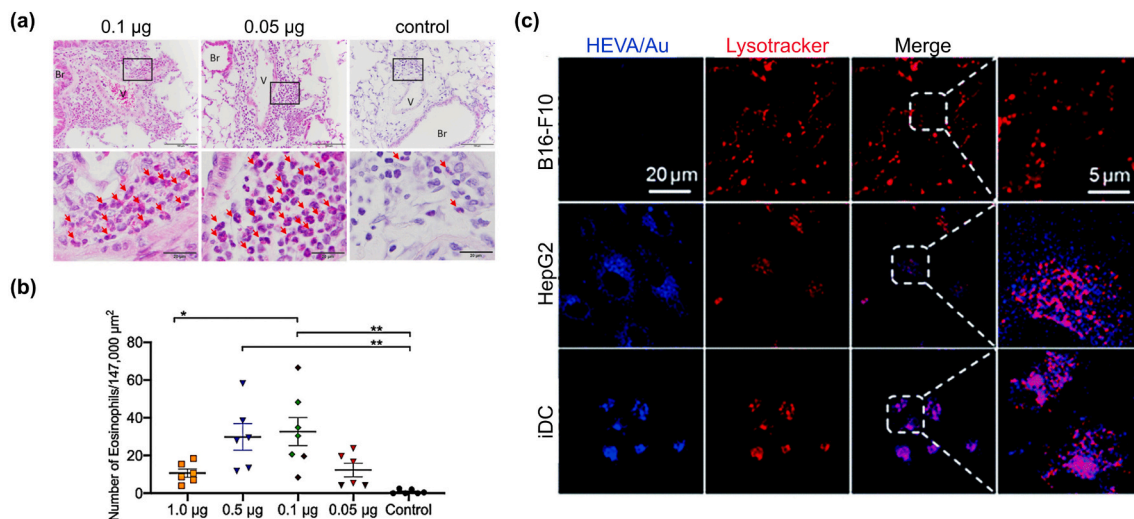 (a)
0.1 µg
0.05 µg
control
Br
V
Br
V
V
Br
20 µm
(b)
Number of Eosinophils/147,000 µm²
80
60
40
20
0
*
**
**
1.0 µg
0.5 µg
0.1 µg
0.05 µg
Control
(c)
HEVA/Au
Lysotracker
Merge
B16-F10
20 µm
5 µm
HepG2
iDC